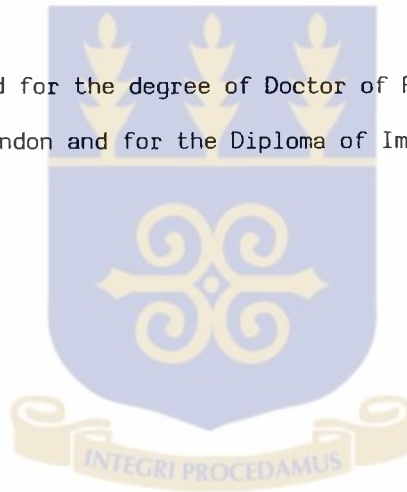 d for the degree of Doctor of P
ndon and for the Diploma of Im
INTEGRI PROCEDAMUS